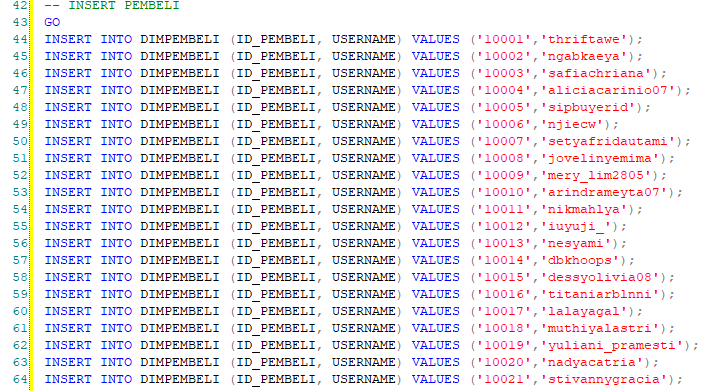 42 -- INSERT PEMBELI
43 GO
44 INSERT INTO DIMPEMBELI (ID_PEMBELI, USERNAME) VALUES ('10001','thriftawe');
45 INSERT INTO DIMPEMBELI (ID_PEMBELI, USERNAME) VALUES ('10002','ngabkaeya');
46 INSERT INTO DIMPEMBELI (ID_PEMBELI, USERNAME) VALUES ('10003','safiachriana');
47 INSERT INTO DIMPEMBELI (ID_PEMBELI, USERNAME) VALUES ('10004','aliciacarinio07');
48 INSERT INTO DIMPEMBELI (ID_PEMBELI, USERNAME) VALUES ('10005','sipbuyerid');
49 INSERT INTO DIMPEMBELI (ID_PEMBELI, USERNAME) VALUES ('10006','njiecw');
50 INSERT INTO DIMPEMBELI (ID_PEMBELI, USERNAME) VALUES ('10007','setyafridautami');
51 INSERT INTO DIMPEMBELI (ID_PEMBELI, USERNAME) VALUES ('10008','jovelinyemima');
52 INSERT INTO DIMPEMBELI (ID_PEMBELI, USERNAME) VALUES ('10009','mery_lim2805');
53 INSERT INTO DIMPEMBELI (ID_PEMBELI, USERNAME) VALUES ('10010','arindrameyta07');
54 INSERT INTO DIMPEMBELI (ID_PEMBELI, USERNAME) VALUES ('10011','nikmahlya');
55 INSERT INTO DIMPEMBELI (ID_PEMBELI, USERNAME) VALUES ('10012','iuyuji_');
56 INSERT INTO DIMPEMBELI (ID_PEMBELI, USERNAME) VALUES ('10013','nesyami');
57 INSERT INTO DIMPEMBELI (ID_PEMBELI, USERNAME) VALUES ('10014','dbkhoops');
58 INSERT INTO DIMPEMBELI (ID_PEMBELI, USERNAME) VALUES ('10015','dessyolivia08');
59 INSERT INTO DIMPEMBELI (ID_PEMBELI, USERNAME) VALUES ('10016','titaniarblnni');
60 INSERT INTO DIMPEMBELI (ID_PEMBELI, USERNAME) VALUES ('10017','lalayagal');
61 INSERT INTO DIMPEMBELI (ID_PEMBELI, USERNAME) VALUES ('10018','muthiyalastri');
62 INSERT INTO DIMPEMBELI (ID_PEMBELI, USERNAME) VALUES ('10019','yuliani_pramesti');
63 INSERT INTO DIMPEMBELI (ID_PEMBELI, USERNAME) VALUES ('10020','nadyacatria');
64 INSERT INTO DIMPEMBELI (ID_PEMBELI, USERNAME) VALUES ('10021','stivannygracia');